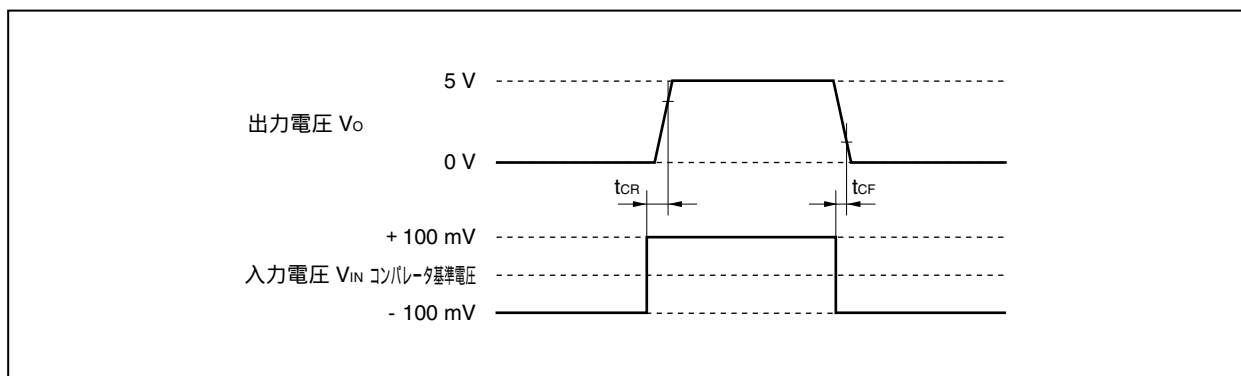 5 V
出力電圧 VO
0 V
tCR
tCF
+ 100 mV
入力電圧 VIN コンパレータ基準電圧
- 100 mV